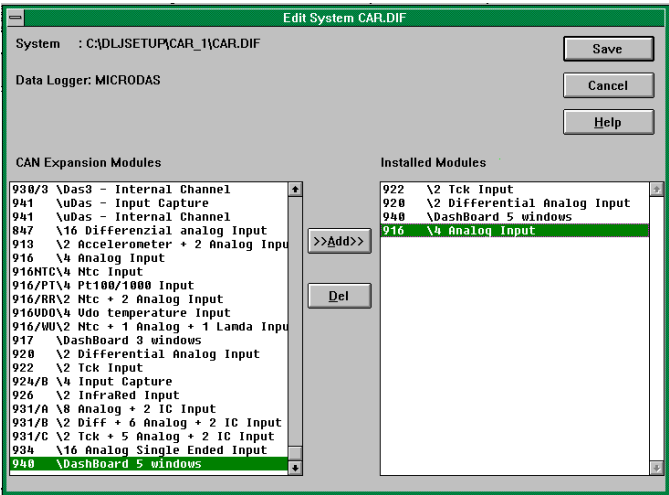 Edit System CAR.DIF
System : C:\DLJSETUP\CAR_1\CAR.DIF
Save
Data Logger: MICRODAS
Cancel
Help
CAN Expansion Modules
930/3 \Das3 - Internal Channel
941 \uDas - Input Capture
941 \uDas - Internal Channel
847 \16 Differenzial analog Input
913 \2 Accelerometer + 2 Analog Inpu
916 \4 Analog Input
916NTC\4 Ntc Input
916/PT\4 Pt100/1000 Input
916/RR\2 Ntc + 2 Analog Input
916VDO\4 Vdo temperature Input
916/WU\2 Ntc + 1 Analog + 1 Lamda Inpu
917 \DashBoard 3 windows
920 \2 Differential Analog Input
922 \2 Tck Input
924/B \4 Input Capture
926 \2 InfraRed Input
931/A \8 Analog + 2 IC Input
931/B \2 Diff + 6 Analog + 2 IC Input
931/C \2 Tck + 5 Analog + 2 IC Input
934 \16 Analog Single Ended Input
940 \DashBoard 5 windows
>>Add>>
Del
Installed Modules
922 \2 Tck Input
920 \2 Differential Analog Input
940 \DashBoard 5 windows
916 \4 Analog Input